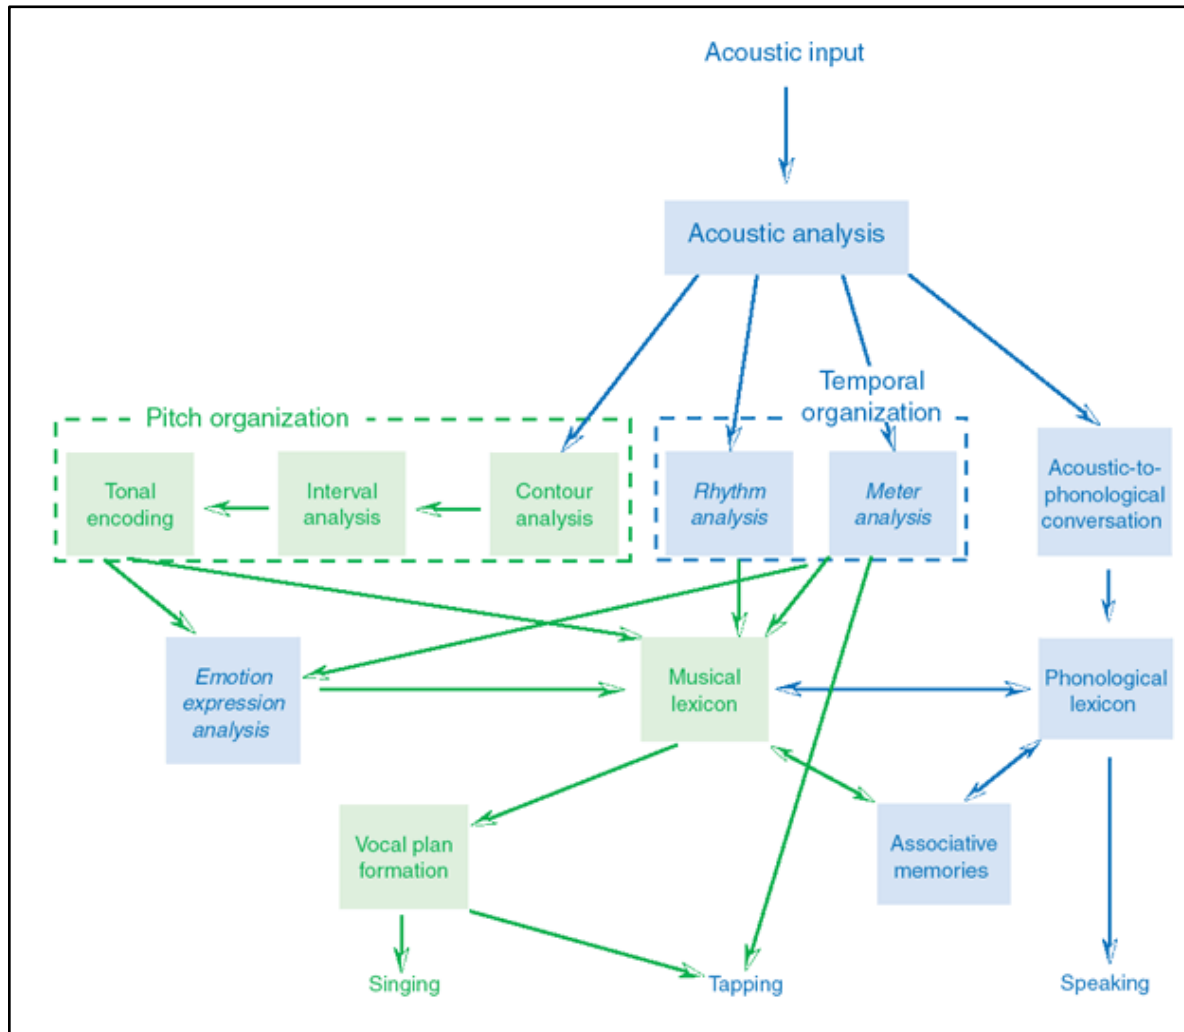 Acoustic input
Acoustic analysis
Temporal
organization
Pitch organization
Tonal
encoding
Interval
analysis
Contour
analysis
Rhythm
analysis
Meter
analysis
Acoustic-to-
phonological
conversation
Emotion
expression
analysis
Musical
lexicon
Phonological
lexicon
Vocal plan
formation
Associative
memories
Singing
Tapping
Speaking